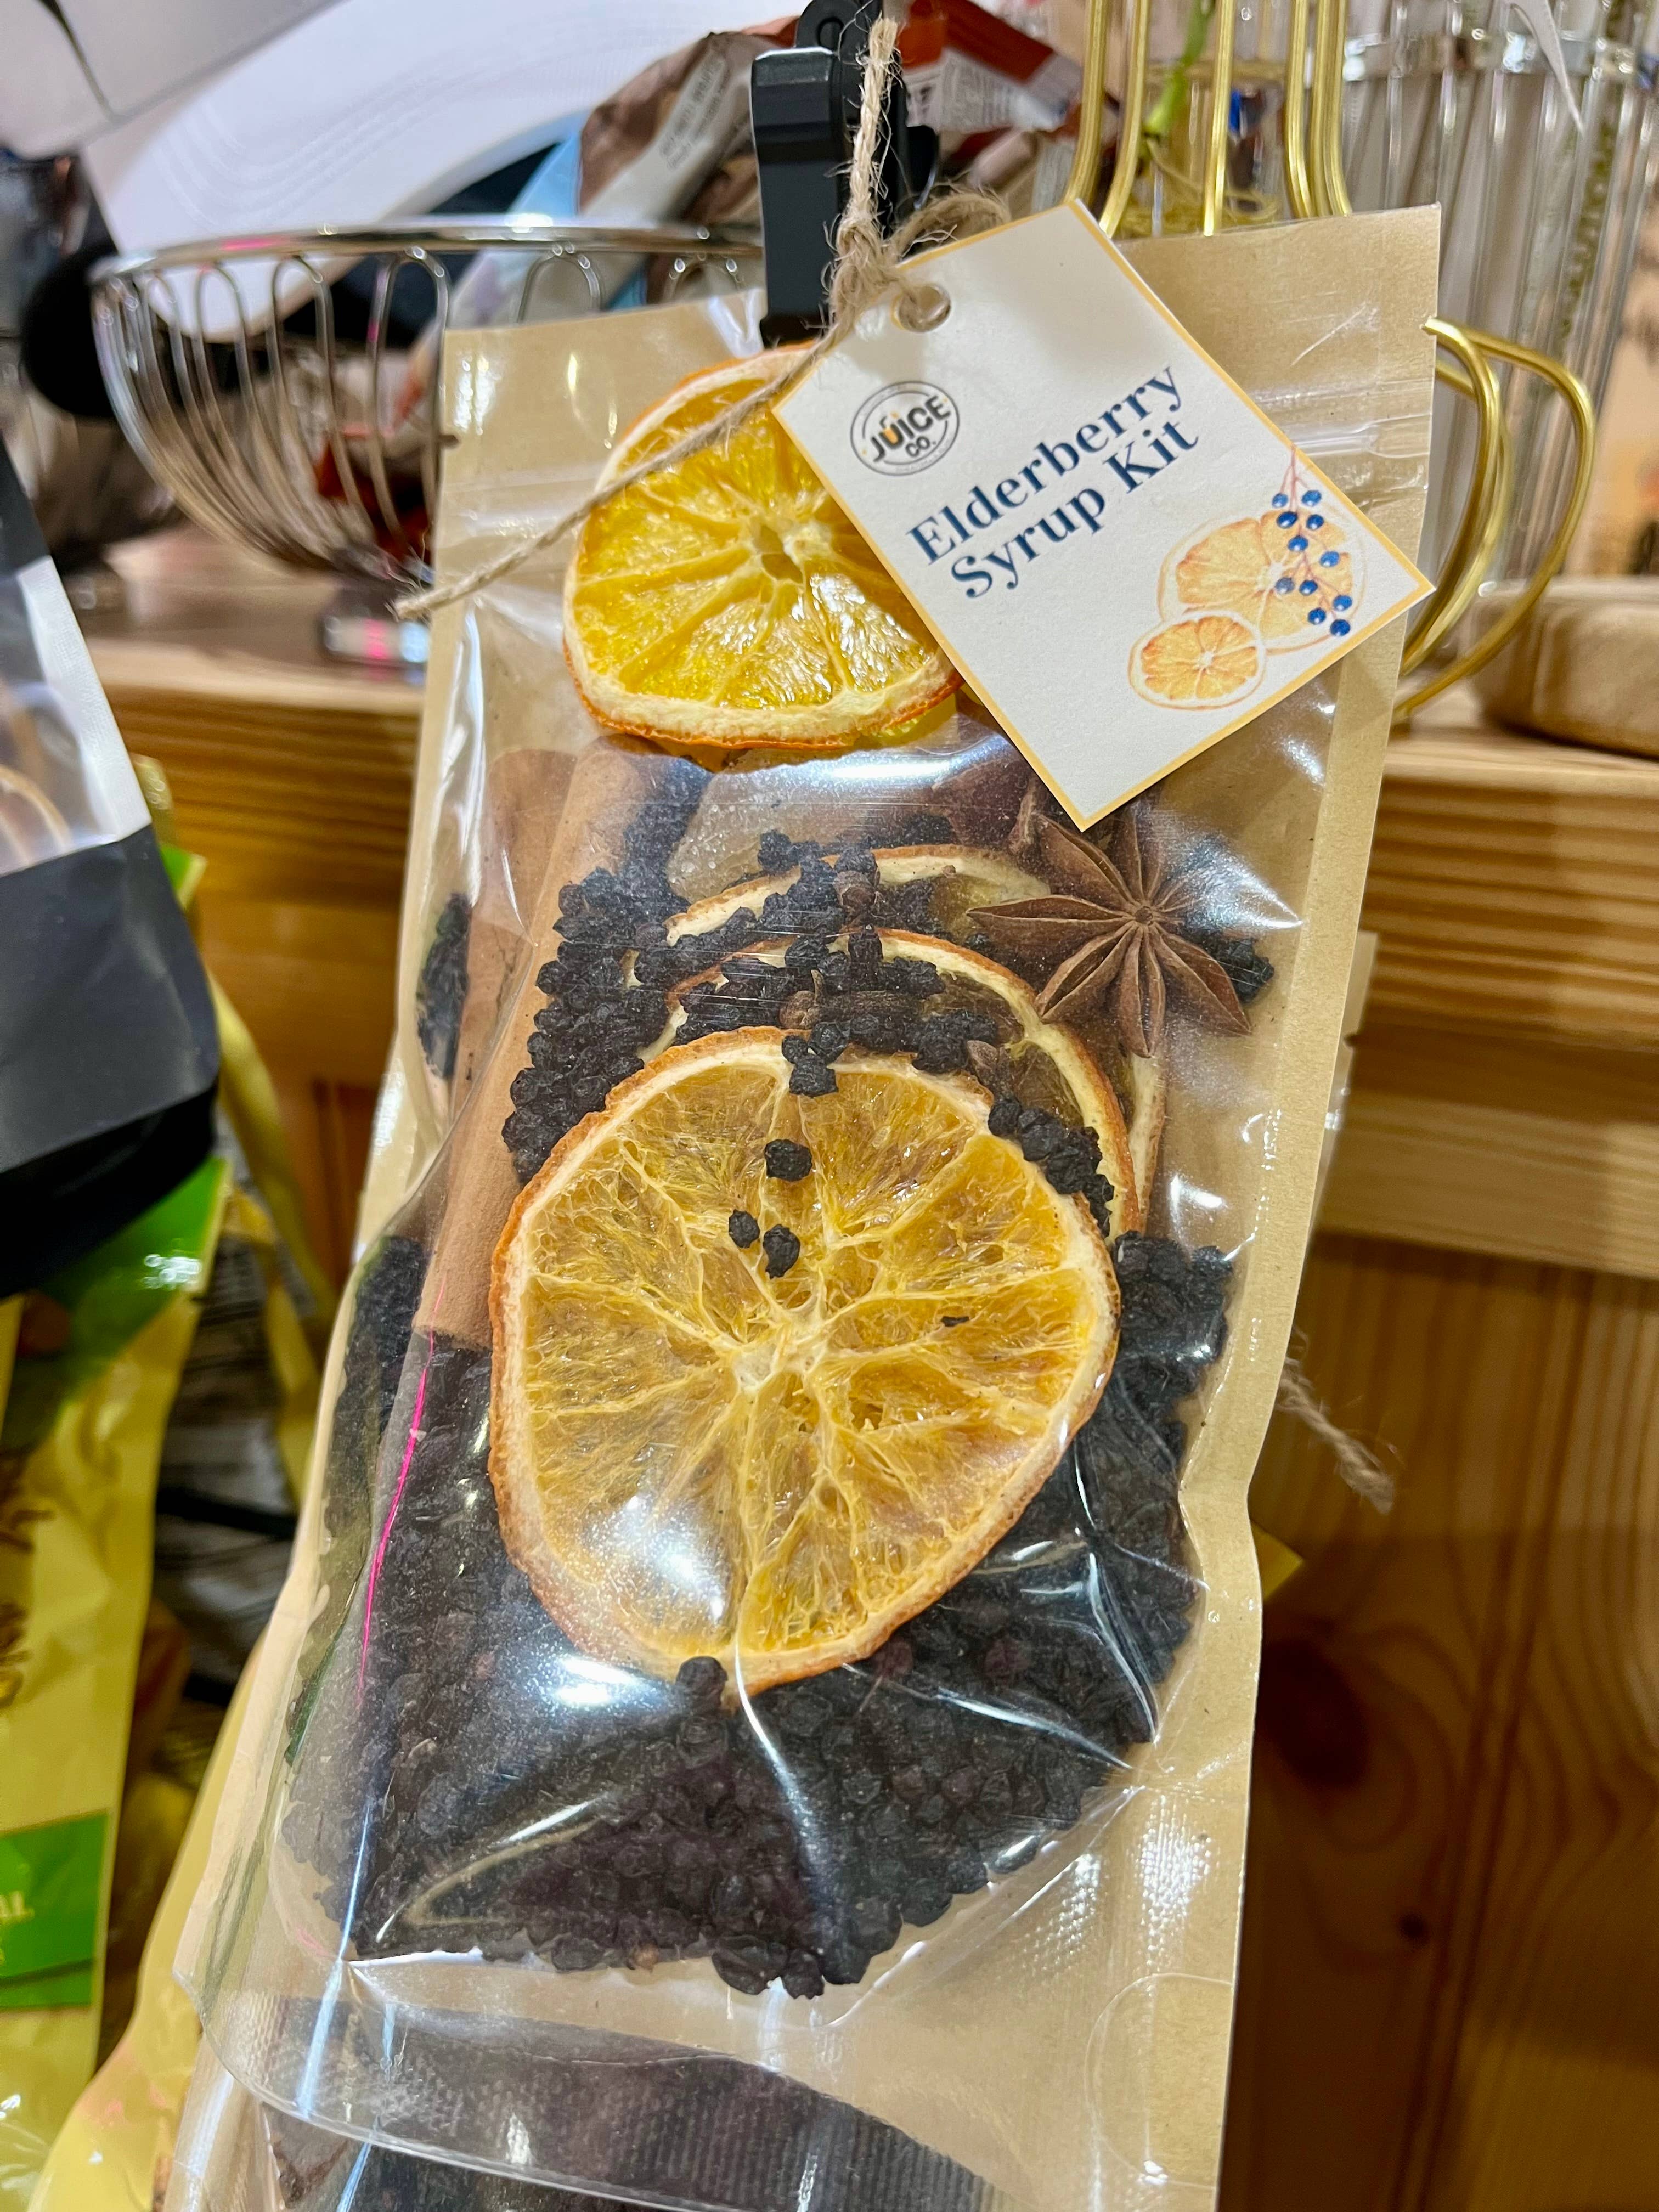 JUICE
CO.
Elderberry
Syrup Kit